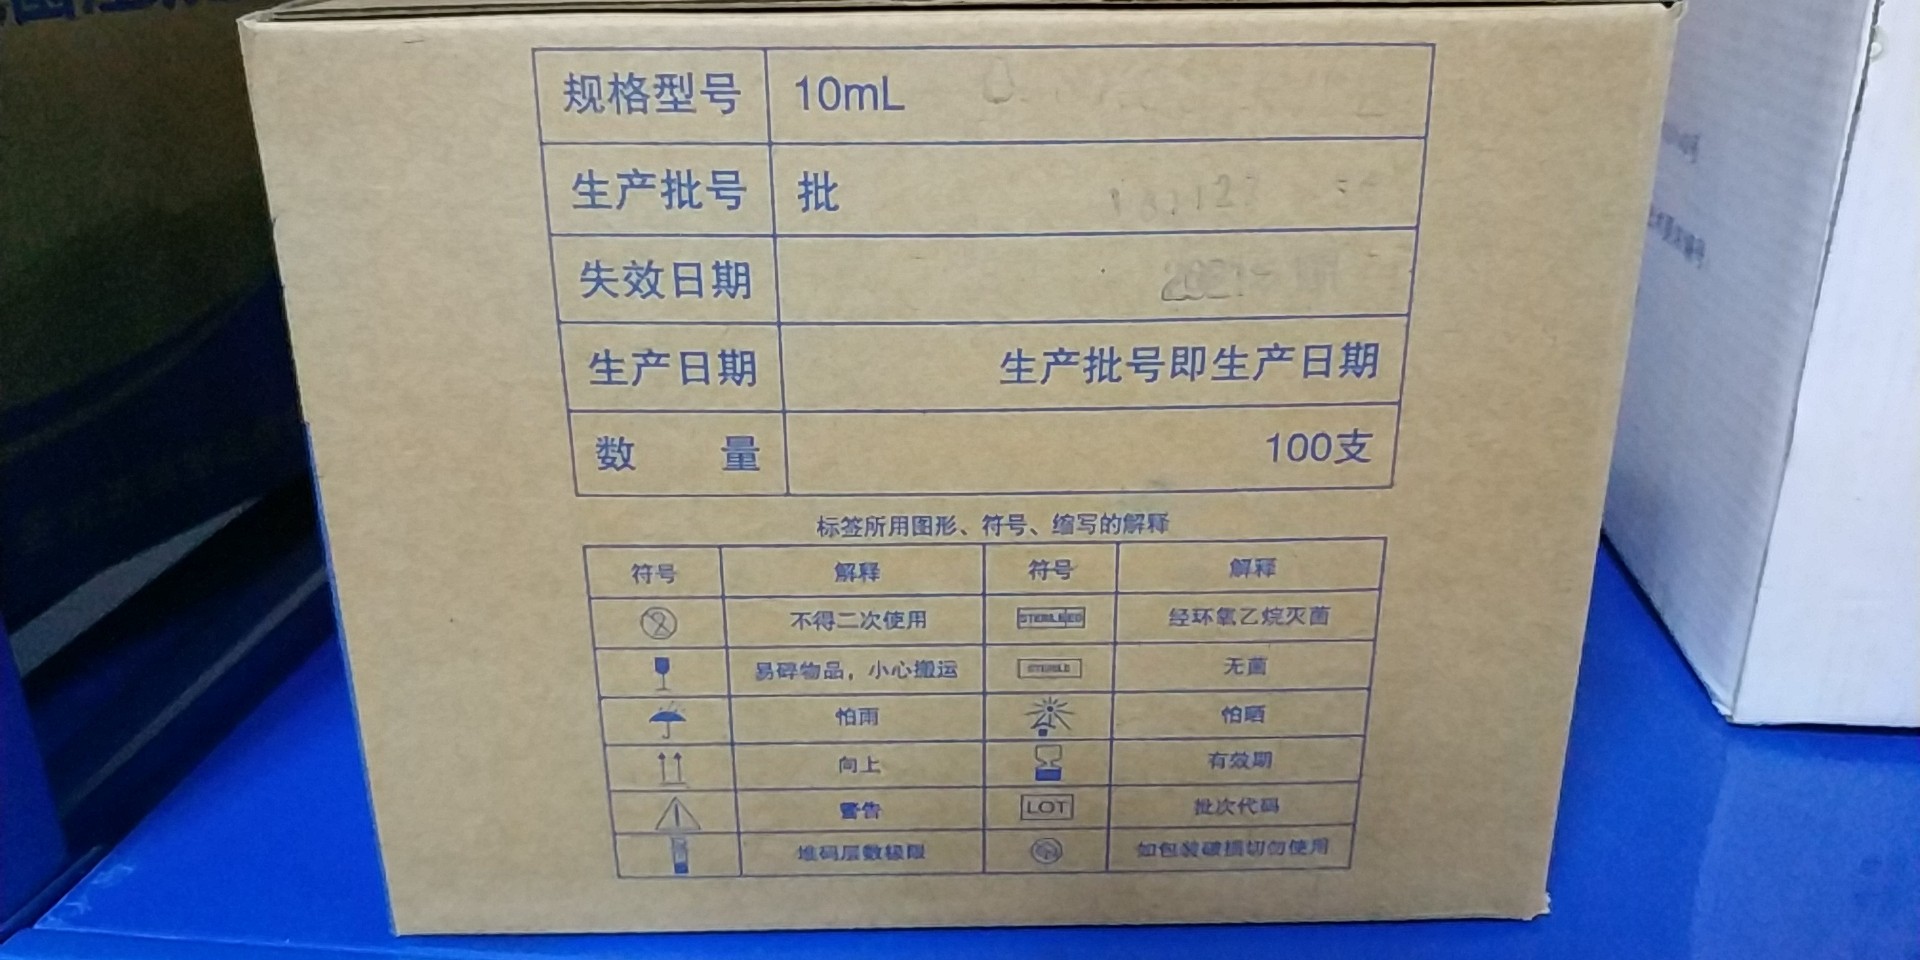 规格型号 10mL
生产批号 批
失效日期
生产日期 生产批号即生产日期
数 量 100支
标签所用图形、符号、缩写的解释
符号 解释 符号 解释
不得二次使用 经环氧乙烷灭菌
易碎物品，小心搬运 STERILE 无菌
怕雨 怕晒
向上 有效期
警告 LOT 批次代码
堆码层数极限 如包装破损切勿使用